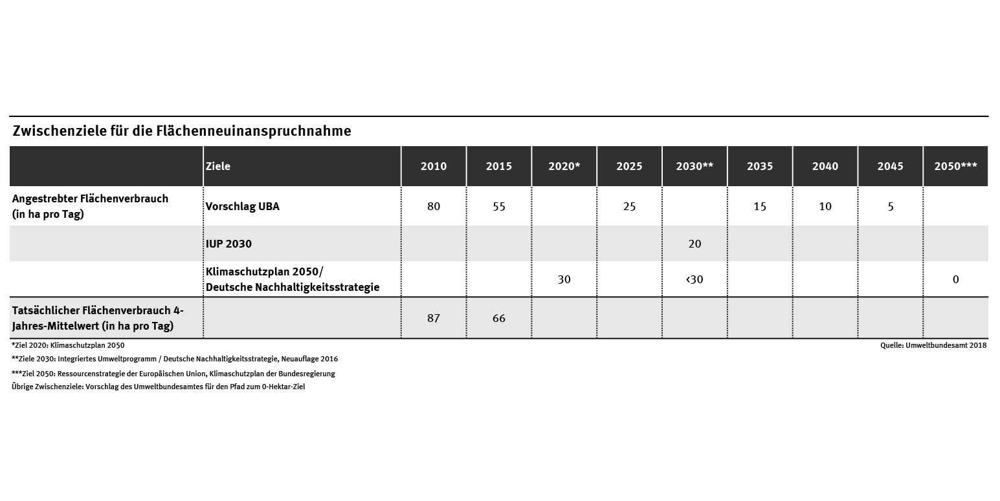 Zwischenziele für die Flächenneuinanspruchnahme
Ziele 2010 2015 2020* 2025 2030** 2035 2040 2045 2050***
Angestrebter Flächenverbrauch
(in ha pro Tag)
Vorschlag UBA 80 55 25 15 10 5
IUP 2030 20
Klimaschutzplan 2050/
Deutsche Nachhaltigkeitsstrategie
30 <30 0
Tatsächlicher Flächenverbrauch 4-
Jahres-Mittelwert (in ha pro Tag)
87 66
*Ziel 2020: Klimaschutzplan 2050
Quelle: Umweltbundesamt 2018
**Ziele 2030: Integriertes Umweltprogramm / Deutsche Nachhaltigkeitsstrategie, Neuauflage 2016
***Ziel 2050: Ressourcenstrategie der Europäischen Union, Klimaschutzplan der Bundesregierung
Übrige Zwischenziele: Vorschlag des Umweltbundesamtes für den Pfad zum 0-Hektar-Ziel